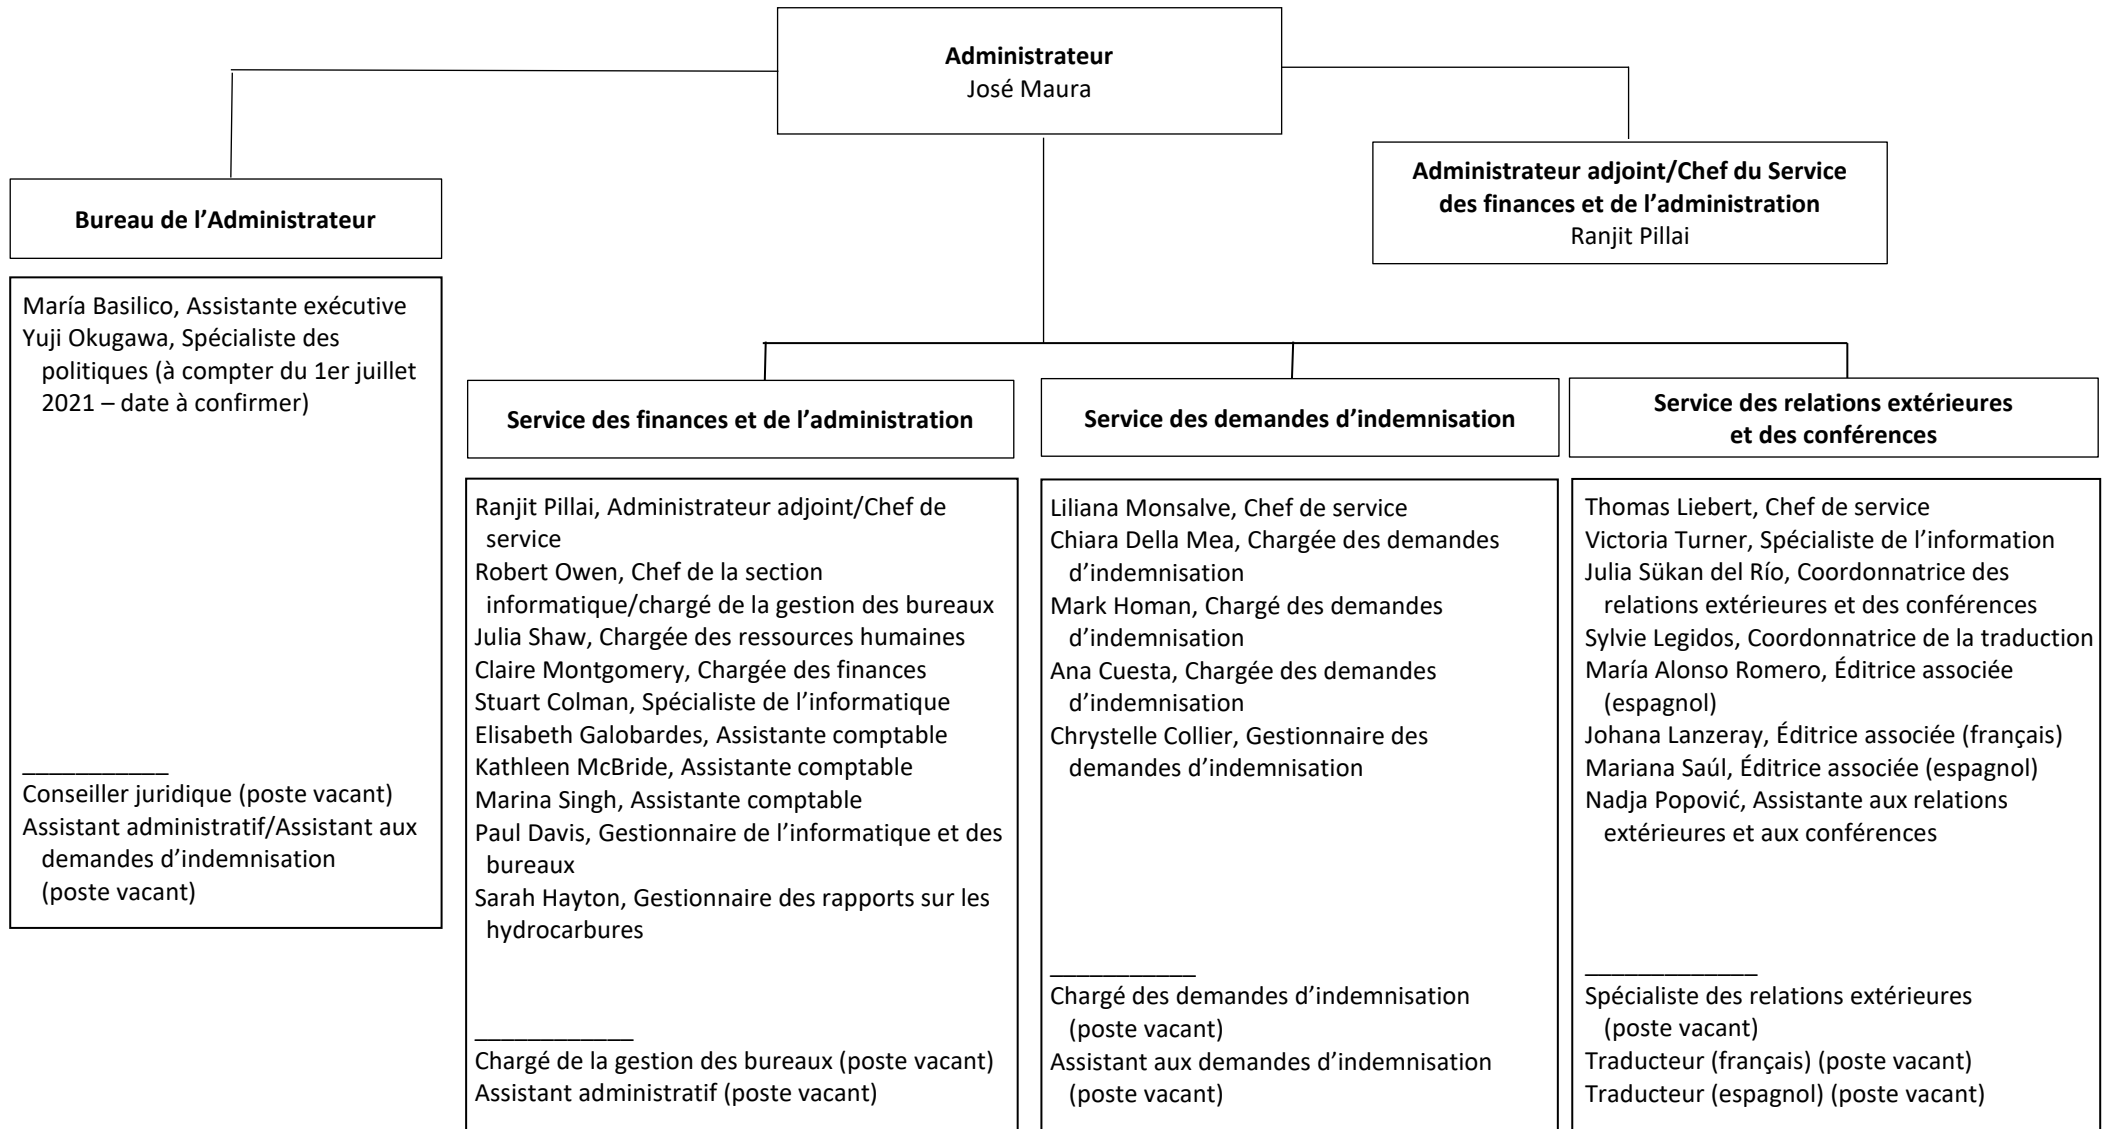 Administrateur
José Maura
Administrateur adjoint/Chef du Service
des finances et de l’administration
Ranjit Pillai
Bureau de l’Administrateur
María Basilico, Assistante exécutive
Yuji Okugawa, Spécialiste des
politiques (à compter du 1er juillet
2021 – date à confirmer)
___________
Conseiller juridique (poste vacant)
Assistant administratif/Assistant aux
demandes d’indemnisation
(poste vacant)
Service des finances et de l’administration
Ranjit Pillai, Administrateur adjoint/Chef de
service
Robert Owen, Chef de la section
informatique/chargé de la gestion des bureaux
Julia Shaw, Chargée des ressources humaines
Claire Montgomery, Chargée des finances
Stuart Colman, Spécialiste de l’informatique
Elisabeth Galobardes, Assistante comptable
Kathleen McBride, Assistante comptable
Marina Singh, Assistante comptable
Paul Davis, Gestionnaire de l’informatique et des
bureaux
Sarah Hayton, Gestionnaire des rapports sur les
hydrocarbures
____________
Chargé de la gestion des bureaux (poste vacant)
Assistant administratif (poste vacant)
Service des demandes d’indemnisation
Liliana Monsalve, Chef de service
Chiara Della Mea, Chargée des demandes
d’indemnisation
Mark Homan, Chargé des demandes
d’indemnisation
Ana Cuesta, Chargée des demandes
d’indemnisation
Chrystelle Collier, Gestionnaire des
demandes d’indemnisation
___________
Chargé des demandes d’indemnisation
(poste vacant)
Assistant aux demandes d’indemnisation
(poste vacant)
Service des relations extérieures
et des conférences
Thomas Liebert, Chef de service
Victoria Turner, Spécialiste de l’information
Julia Sükan del Río, Coordonnatrice des
relations extérieures et des conférences
Sylvie Legidos, Coordonnatrice de la traduction
María Alonso Romero, Éditrice associée
(espagnol)
Johana Lanzeray, Éditrice associée (français)
Mariana Saúl, Éditrice associée (espagnol)
Nadja Popović, Assistante aux relations
extérieures et aux conférences
_____________
Spécialiste des relations extérieures
(poste vacant)
Traducteur (français) (poste vacant)
Traducteur (espagnol) (poste vacant)